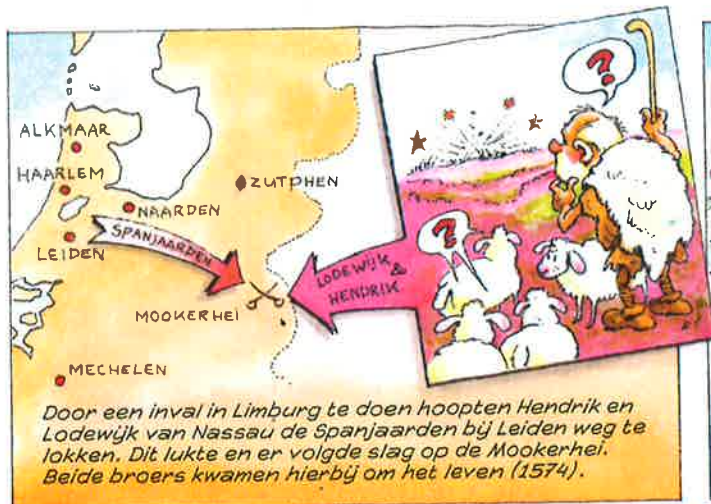 ALKMAAR
HAARLEM
ZUTPHEN
NAARDEN
SPANJAARDEN
LEIDEN
LODEWIJK &
HENDRIK
MOOKERHEI
MECHELEN
?
?
Door een inval in Limburg te doen hoopten Hendrik en
Lodewijk van Nassau de Spanjaarden bij Leiden weg te
lokken. Dit lukte en er volgde slag op de Mookerhei.
Beide broers kwamen hierbij om het leven (1574).